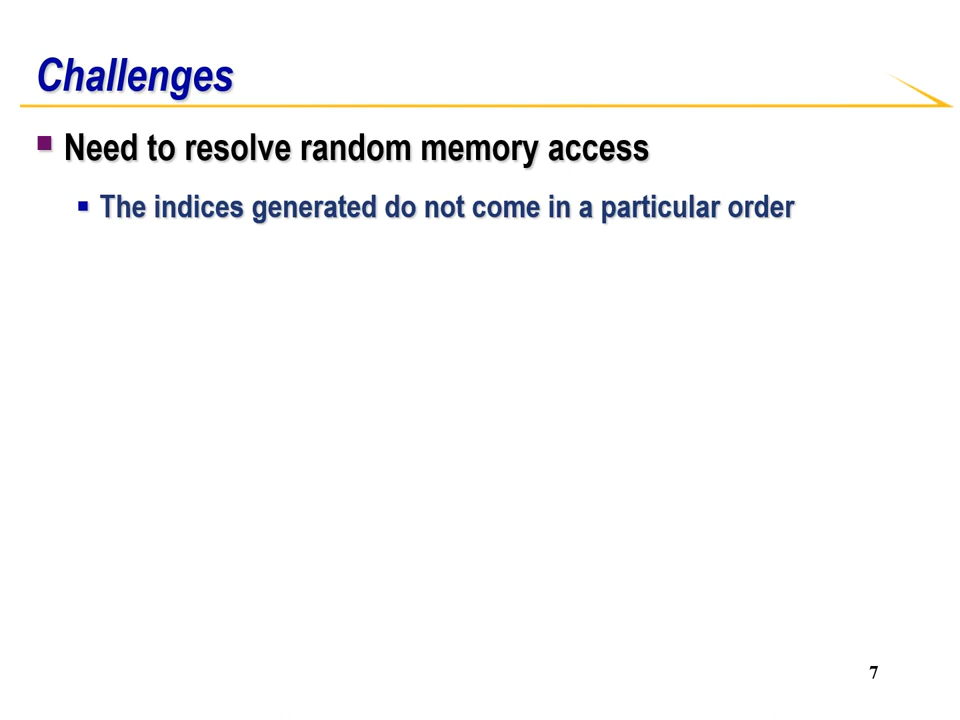 Challenges
Need to resolve random memory access
The indices generated do not come in a particular order
7